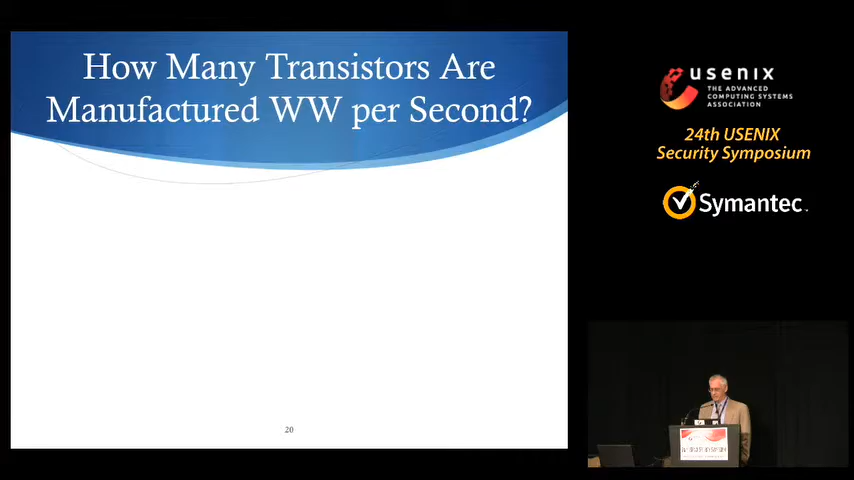 How Many Transistors Are
Manufactured WW per Second?
20
usenix
THE ADVANCED
COMPUTING SYSTEMS
ASSOCIATION
24th USENIX
Security Symposium
Symantec.